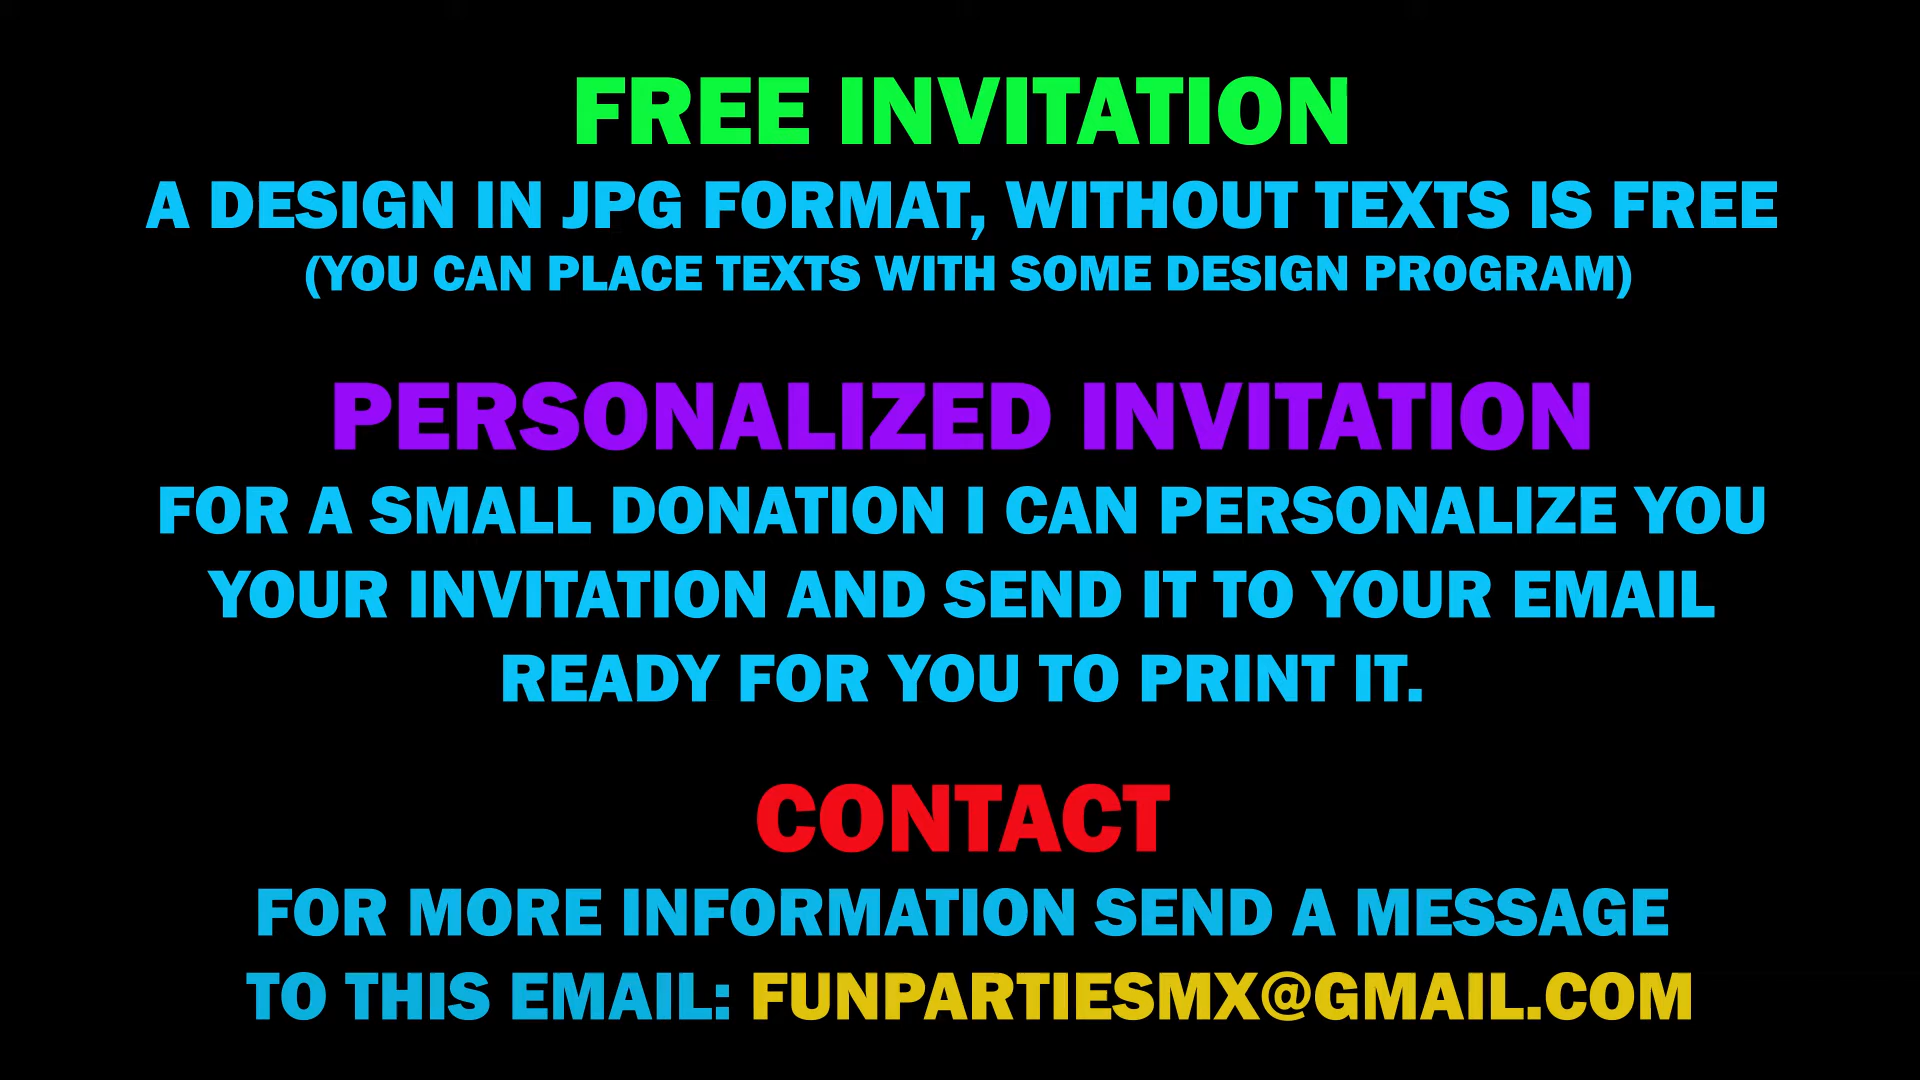 FREE INVITATION
A DESIGN IN JPG FORMAT, WITHOUT TEXTS IS FREE
(YOU CAN PLACE TEXTS WITH SOME DESIGN PROGRAM)
PERSONALIZED INVITATION
FOR A SMALL DONATION I CAN PERSONALIZE YOU
YOUR INVITATION AND SEND IT TO YOUR EMAIL
READY FOR YOU TO PRINT IT.
CONTACT
FOR MORE INFORMATION SEND A MESSAGE
TO THIS EMAIL: FUNPARTIESMX@GMAIL.COM